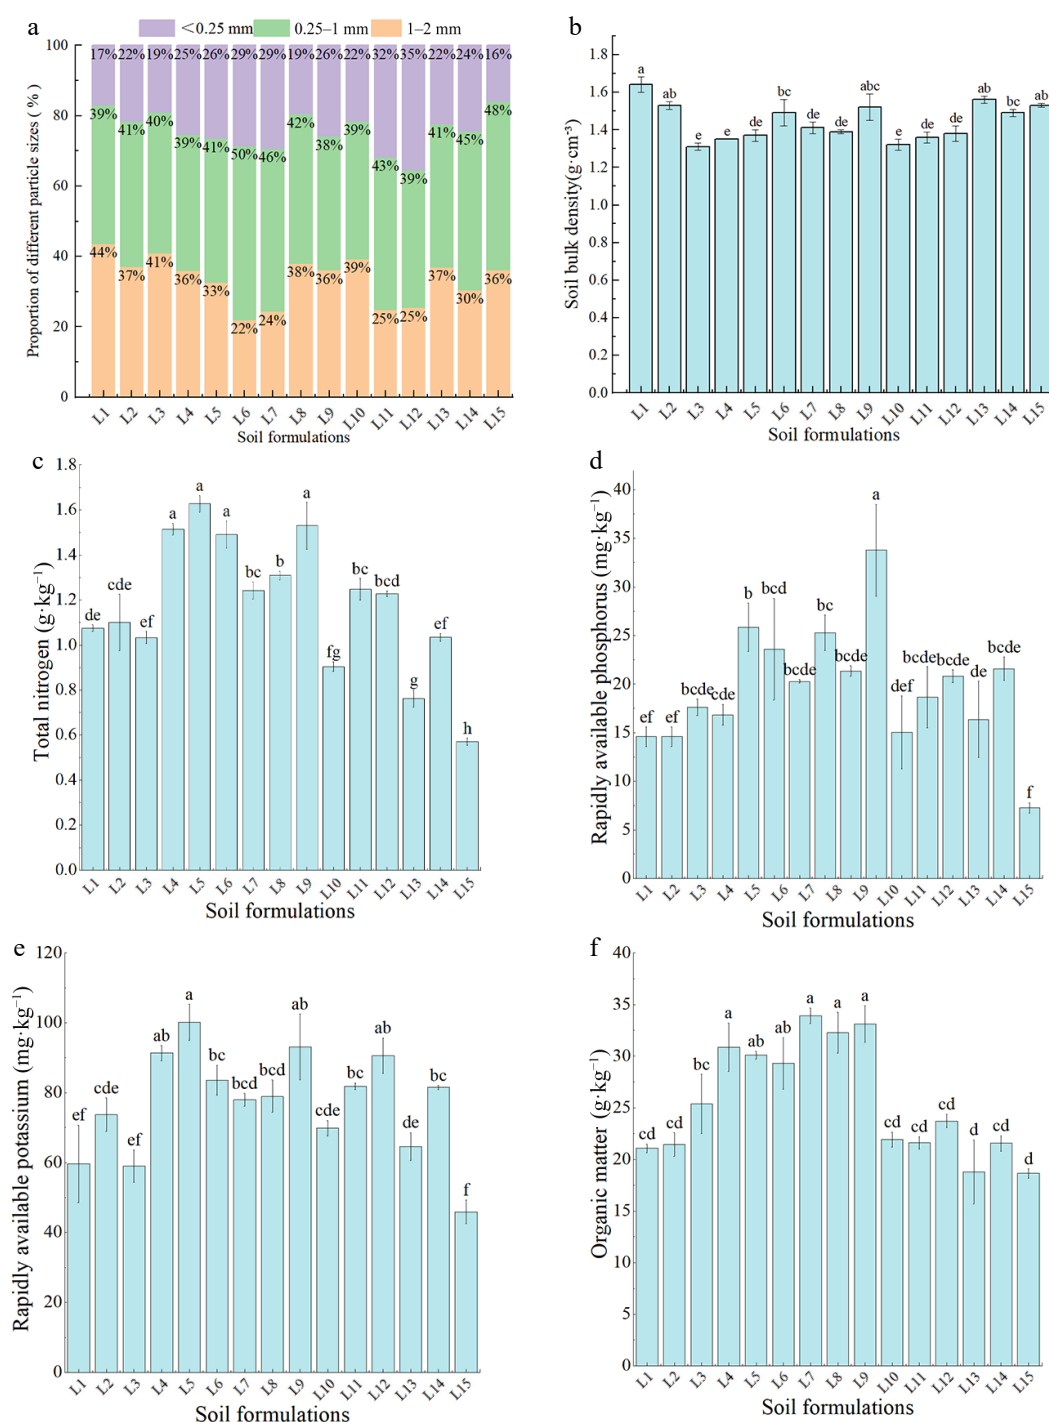 a
<0.25 mm 0.25–1 mm 1–2 mm
Proportion of different particle sizes ( % )
100
80
60
40
20
0
17% 22% 19% 25% 26% 29% 29% 19% 26% 22% 32% 35% 22% 24% 16%
39% 41% 40% 39% 41% 50% 46% 42% 38% 39% 43% 39% 41% 45% 48%
44% 37% 41% 36% 33% 22% 24% 38% 36% 39% 25% 25% 37% 30% 36%
L1 L2 L3 L4 L5 L6 L7 L8 L9 L10 L11 L12 L13 L14 L15
Soil formulations
b
Soil bulk density(g·cm⁻³)
1.8
1.6
1.4
1.2
1.0
0.8
0.6
0.4
0.2
0.0
a ab e e de bc de de abc e de de ab bc ab
L1 L2 L3 L4 L5 L6 L7 L8 L9 L10 L11 L12 L13 L14 L15
Soil formulations
c
Total nitrogen (g·kg⁻¹)
1.8
1.6
1.4
1.2
1.0
0.8
0.6
0.4
0.2
0.0
de cde ef a a a bc b a fg bc bcd g ef h
L1 L2 L3 L4 L5 L6 L7 L8 L9 L10 L11 L12 L13 L14 L15
Soil formulations
d
Rapidly available phosphorus (mg·kg⁻¹)
40
35
30
25
20
15
10
5
0
ef ef bcde cde b bcd bcde bc bcde a def bcde bcde de bcde f
L1 L2 L3 L4 L5 L6 L7 L8 L9 L10 L11 L12 L13 L14 L15
Soil formulations
e
Rapidly available potassium (mg·kg⁻¹)
120
100
80
60
40
20
0
ef cde ef ab a bc bcd bcd ab cde bc ab de bc f
L1 L2 L3 L4 L5 L6 L7 L8 L9 L10 L11 L12 L13 L14 L15
Soil formulations
f
Organic matter (g·kg⁻¹)
40
35
30
25
20
15
10
5
0
cd cd bc a ab ab a a a cd cd cd d cd d
L1 L2 L3 L4 L5 L6 L7 L8 L9 L10 L11 L12 L13 L14 L15
Soil formulations